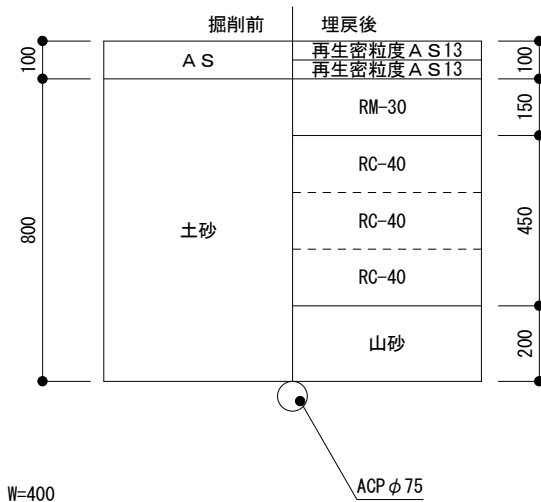 掘削前 埋戻後
100 ＡＳ 再生密粒度ＡＳ13 100
再生密粒度ＡＳ13
RM-30 150
RC-40
800 土砂 RC-40 450
RC-40
山砂 200
W=400 ACPφ75